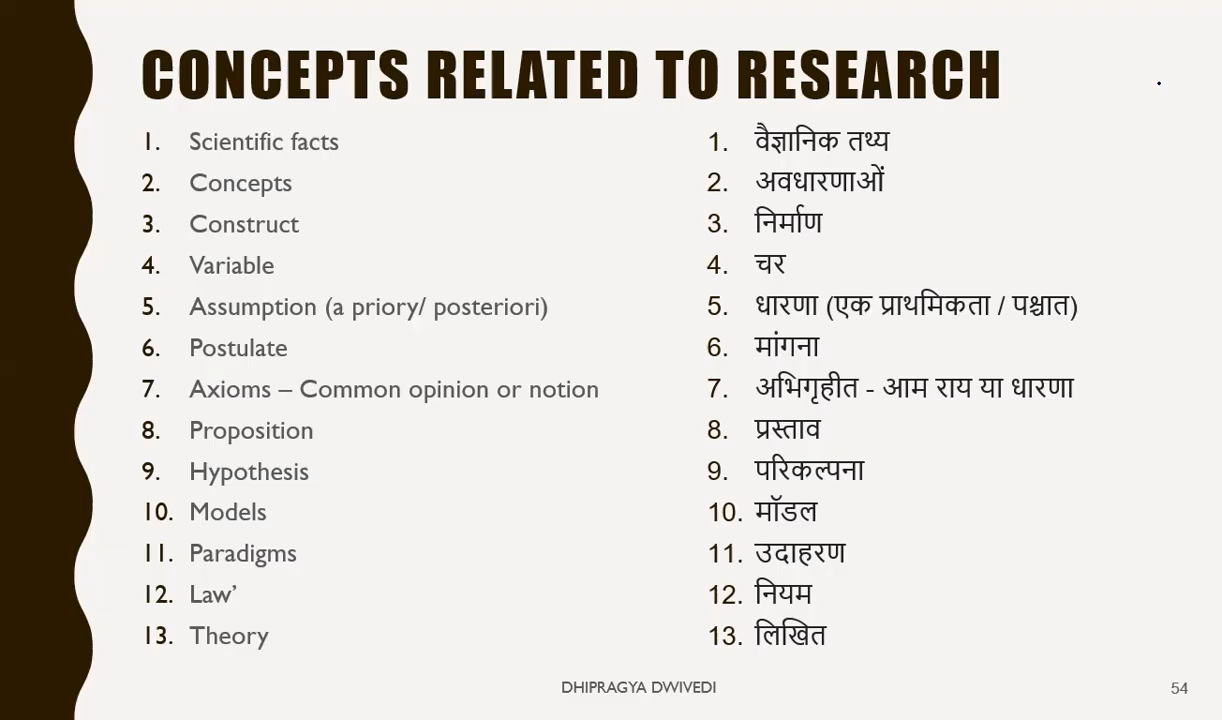 CONCEPTS RELATED TO RESEARCH
1. Scientific facts
2. Concepts
3. Construct
4. Variable
5. Assumption (a priory/ posteriori)
6. Postulate
7. Axioms – Common opinion or notion
8. Proposition
9. Hypothesis
10. Models
11. Paradigms
12. Law’
13. Theory
1. वैज्ञानिक तथ्य
2. अवधारणाओं
3. निर्माण
4. चर
5. धारणा (एक प्राथमिकता / पश्चात)
6. मांगना
7. अभिगृहीत - आम राय या धारणा
8. प्रस्ताव
9. परिकल्पना
10. मॉडल
11. उदाहरण
12. नियम
13. लिखित
DHIPRAGYA DWIVEDI
54